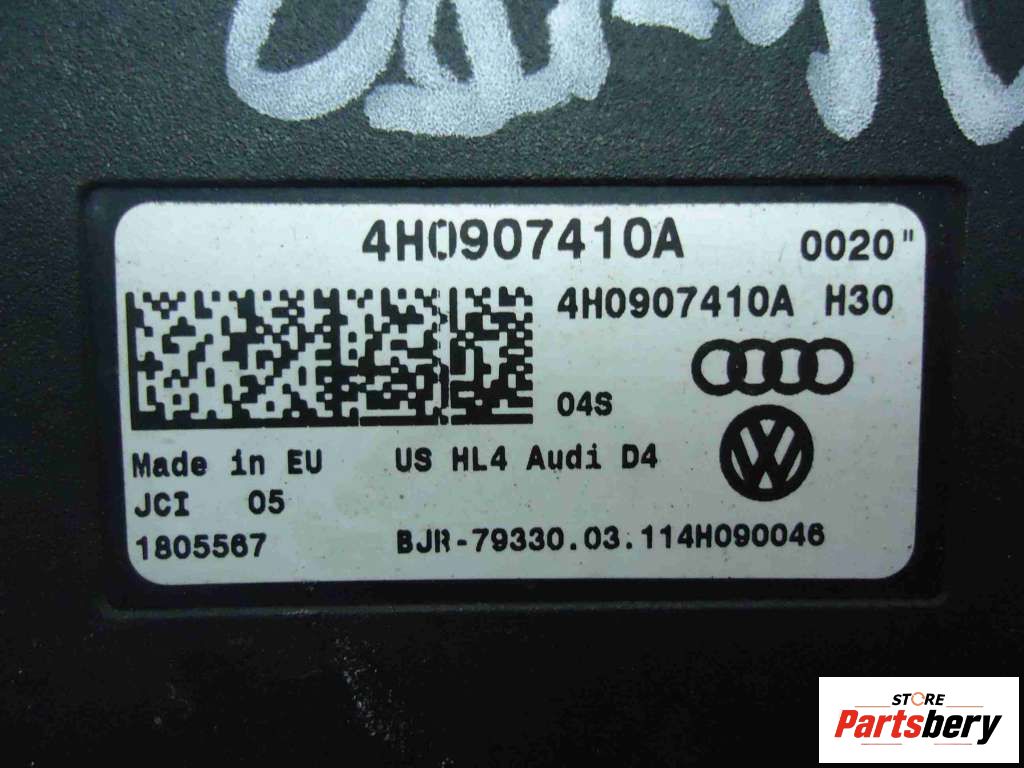 4H0907410A 0020"
4H0907410A H30
04S
Made in EU US HL4 Audi D4
JCI 05
1805567 BJR-79330.03.114H090046
STORE
Partsbery